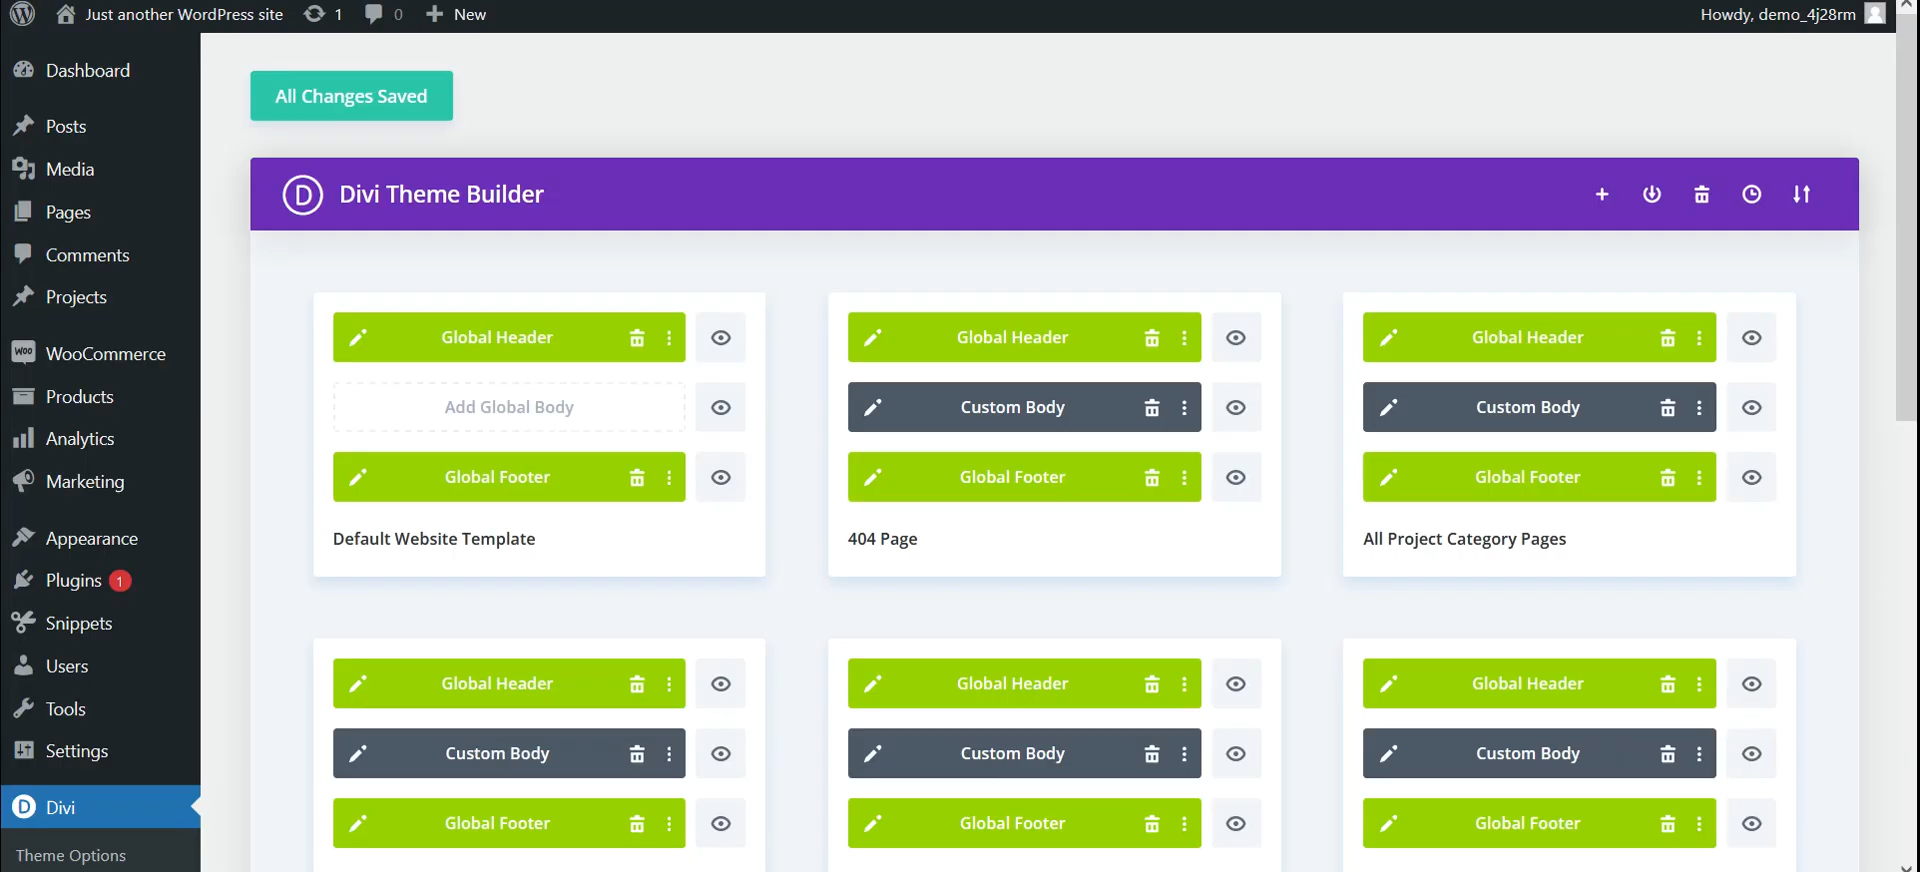 Just another WordPress site 1 0 New Howdy, demo_4j28rm
Dashboard
Posts
Media
Pages
Comments
Projects
WooCommerce
Products
Analytics
Marketing
Appearance
Plugins 1
Snippets
Users
Tools
Settings
Divi
Theme Options
All Changes Saved
Divi Theme Builder
Global Header
Add Global Body
Global Footer
Default Website Template
Global Header
Custom Body
Global Footer
404 Page
Global Header
Custom Body
Global Footer
All Project Category Pages
Global Header
Custom Body
Global Footer
Global Header
Custom Body
Global Footer
Global Header
Custom Body
Global Footer